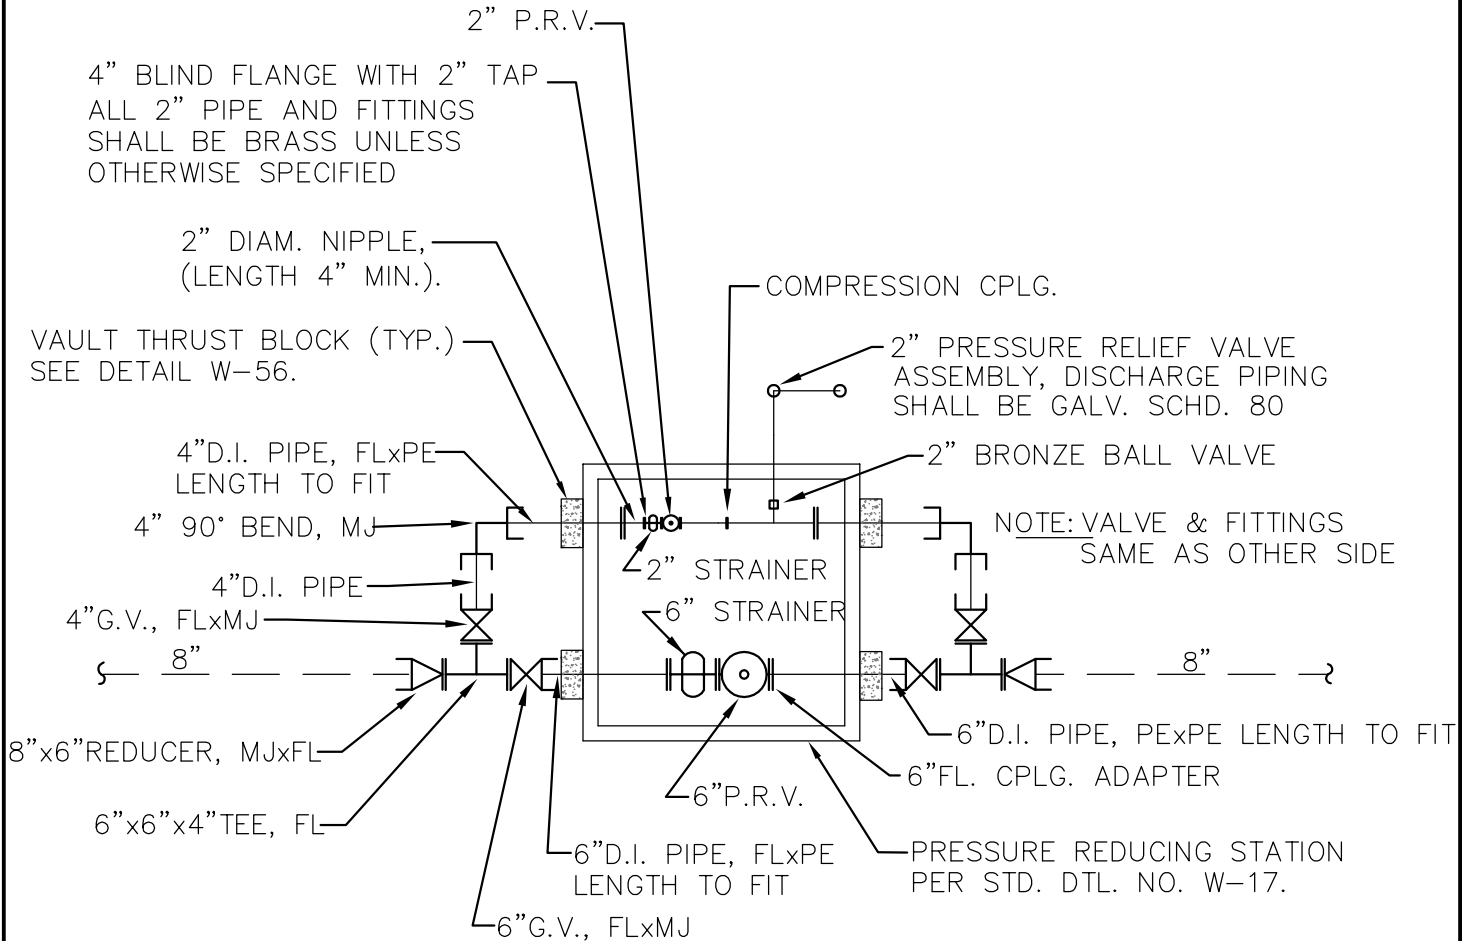 2” P.R.V.
4” BLIND FLANGE WITH 2” TAP
ALL 2” PIPE AND FITTINGS
SHALL BE BRASS UNLESS
OTHERWISE SPECIFIED
2” DIAM. NIPPLE,
(LENGTH 4” MIN.).
COMPRESSION CPLG.
VAULT THRUST BLOCK (TYP.)
SEE DETAIL W–56.
2” PRESSURE RELIEF VALVE
ASSEMBLY, DISCHARGE PIPING
SHALL BE GALV. SCHD. 80
4”D.I. PIPE, FLxPE
LENGTH TO FIT
2” BRONZE BALL VALVE
4” 90° BEND, MJ
NOTE: VALVE & FITTINGS
SAME AS OTHER SIDE
2” STRAINER
4”D.I. PIPE
6” STRAINER
4”G.V., FLxMJ
8”
8”
8”x6”REDUCER, MJxFL
6”D.I. PIPE, PExPE LENGTH TO FIT
6”FL. CPLG. ADAPTER
6”P.R.V.
6”x6”x4”TEE, FL
6”D.I. PIPE, FLxPE
LENGTH TO FIT
PRESSURE REDUCING STATION
PER STD. DTL. NO. W–17.
6”G.V., FLxMJ